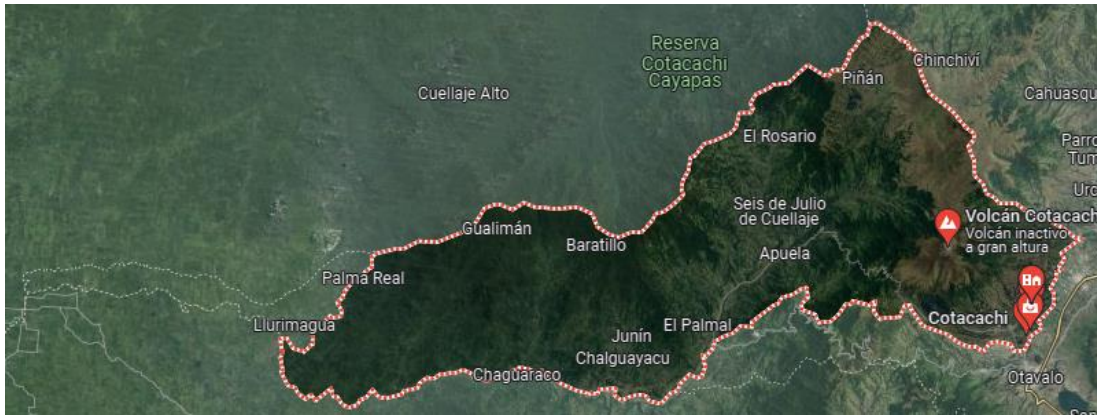 Reserva
Cotacachi
Cayapas
Chinchiví
Piñán
Cuellaje Alto
Cahuasqu
El Rosario
Parro
Tum
Urc
Seis de Julio
de Cuellaje
Volcán Cotacach
Volcán inactivo
a gran altura
Gualimán
Baratillo
Apuela
Palma Real
Llurimagua
El Palmal
Cotacachi
Junín
Chalguayacu
Chaguaraco
Otavalo